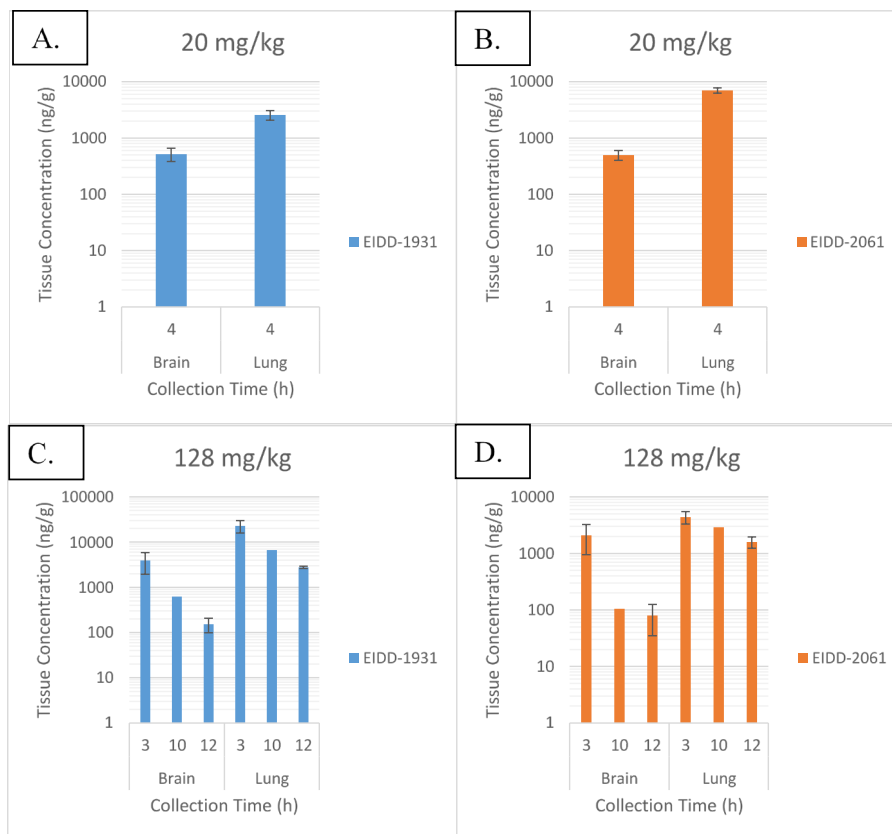 A.
20 mg/kg
Tissue Concentration (ng/g)
10000
1000
100
10
1
4 4
Brain Lung
Collection Time (h)
EIDD-1931
B.
20 mg/kg
Tissue Concentration (ng/g)
10000
1000
100
10
1
4 4
Brain Lung
Collection Time (h)
EIDD-2061
C.
128 mg/kg
Tissue Concentration (ng/g)
100000
10000
1000
100
10
1
3 10 12 3 10 12
Brain Lung
Collection Time (h)
EIDD-1931
D.
128 mg/kg
Tissue Concentration (ng/g)
10000
1000
100
10
1
3 10 12 3 10 12
Brain Lung
Collection Time (h)
EIDD-2061